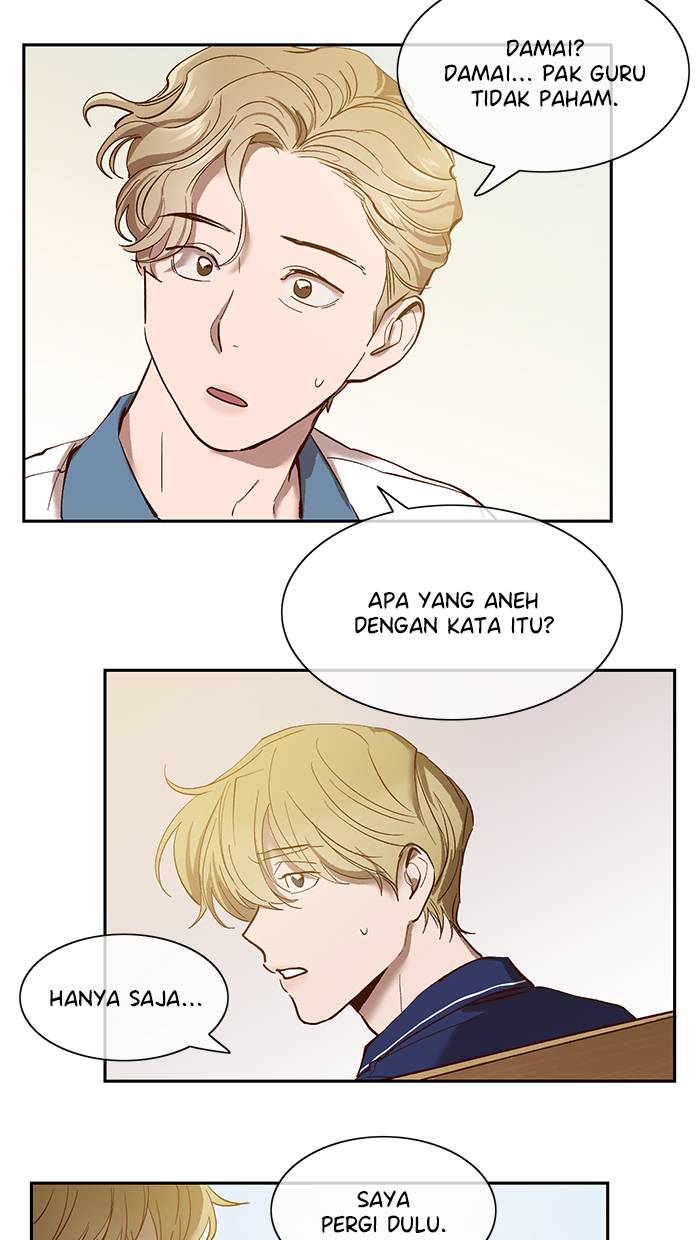 DAMAI?
DAMAI... PAK GURU
TIDAK PAHAM.
APA YANG ANEH
DENGAN KATA ITU?
HANYA SAJA...
SAYA
PERGI DULU.